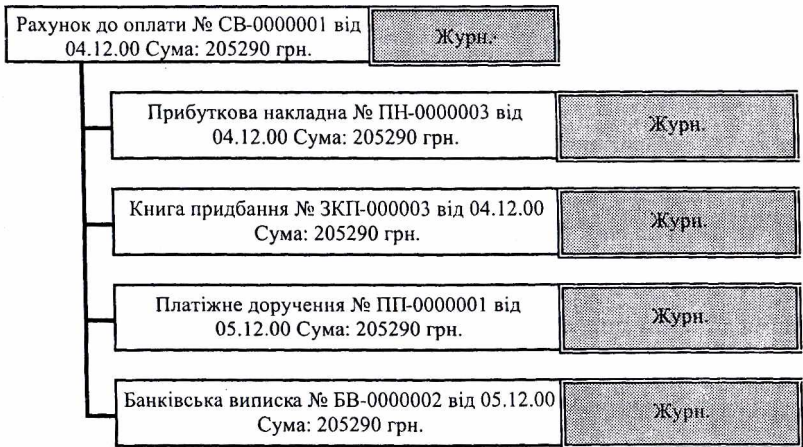 Рахунок до оплати № СВ-0000001 від
04.12.00 Сума: 205290 грн.
Журн.
Прибуткова накладна № ПН-0000003 від
04.12.00 Сума: 205290 грн.
Журн.
Книга придбання № ЗКП-000003 від 04.12.00
Сума: 205290 грн.
Журн.
Платіжне доручення № ПП-0000001 від
05.12.00 Сума: 205290 грн.
Журн.
Банківська виписка № БВ-0000002 від 05.12.00
Сума: 205290 грн.
Журн.